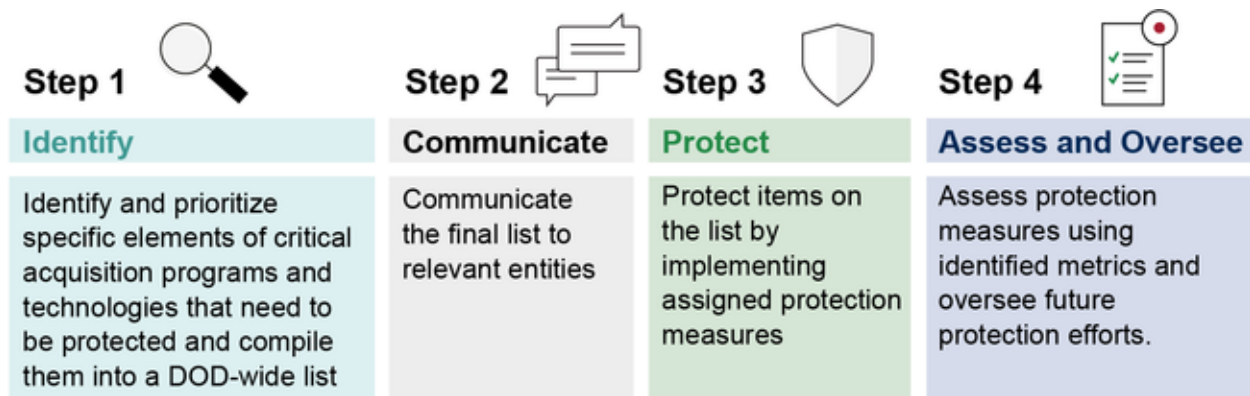 Step 1
Identify
Identify and prioritize
specific elements of critical
acquisition programs and
technologies that need to
be protected and compile
them into a DOD-wide list
Step 2
Communicate
Communicate
the final list to
relevant entities
Step 3
Protect
Protect items on
the list by
implementing
assigned protection
measures
Step 4
Assess and Oversee
Assess protection
measures using
identified metrics and
oversee future
protection efforts.